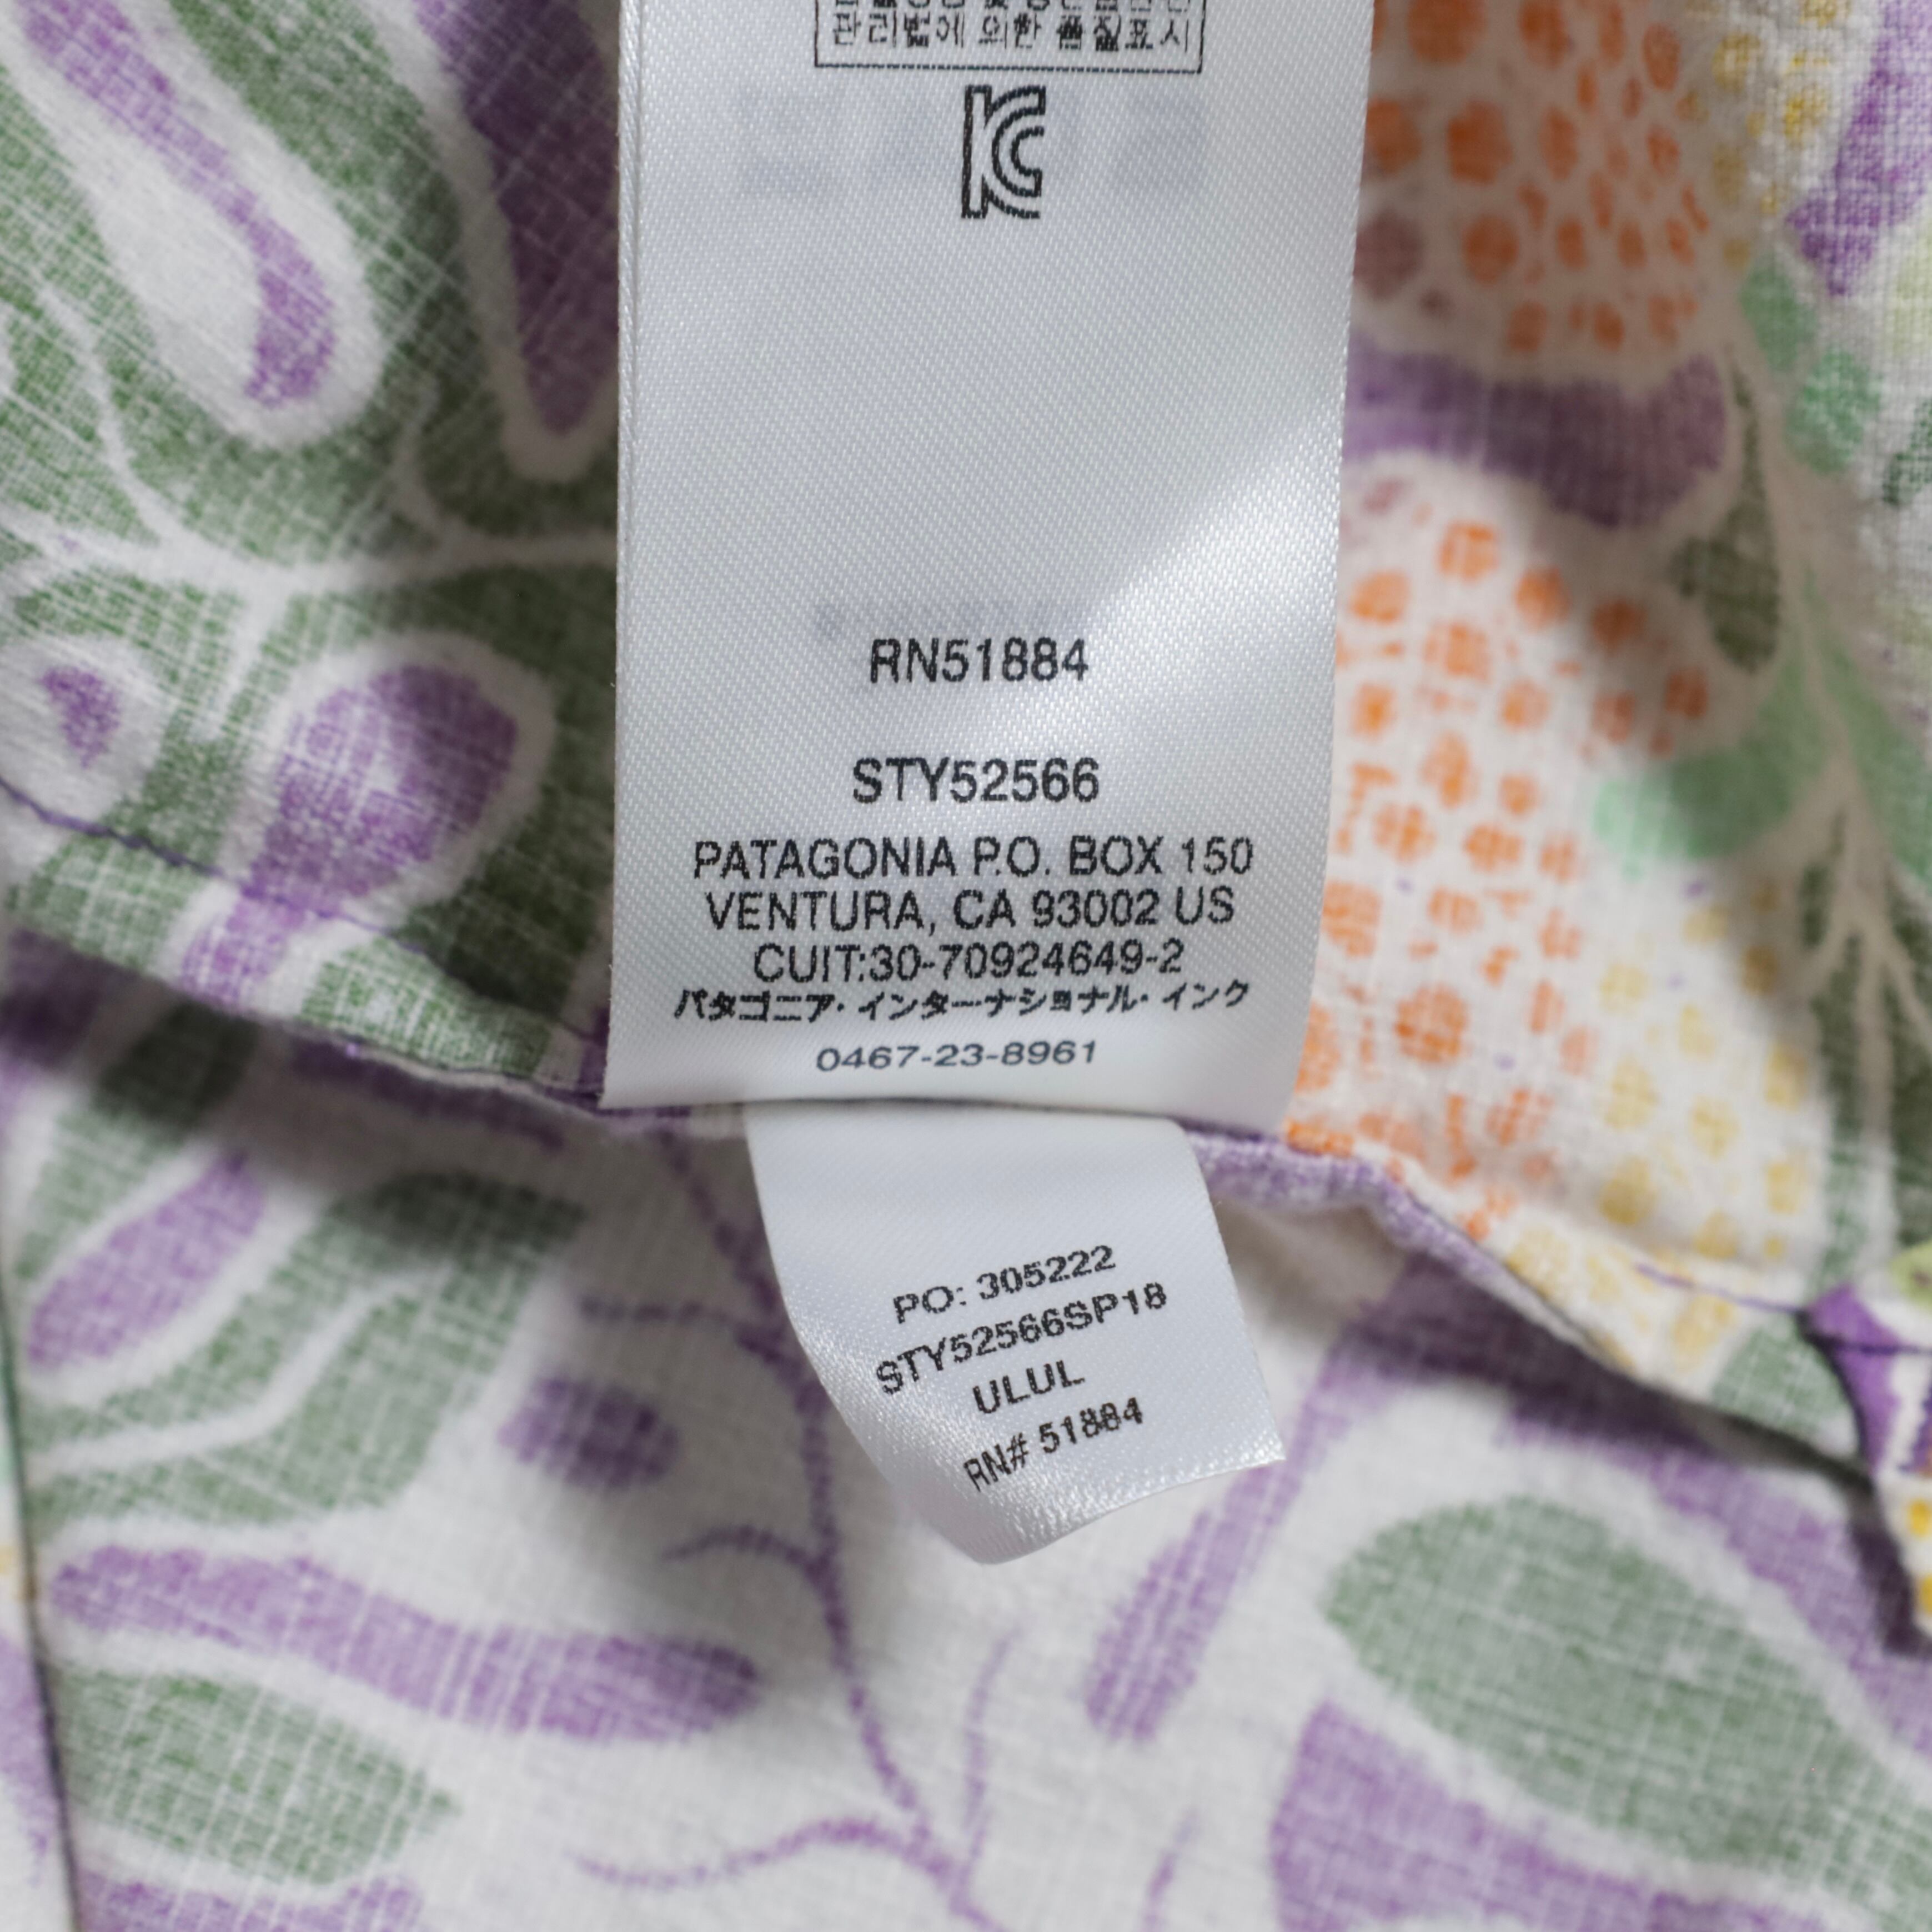 관리법에 의한 품질표시
RN51884
STY52566
PATAGONIA P.O. BOX 150
VENTURA, CA 93002 US
CUIT:30-70924649-2
パタゴニア・インターナショナル・インク
0467-23-8961
PO: 305222
STY52566SP18
ULUL
RN# 51884